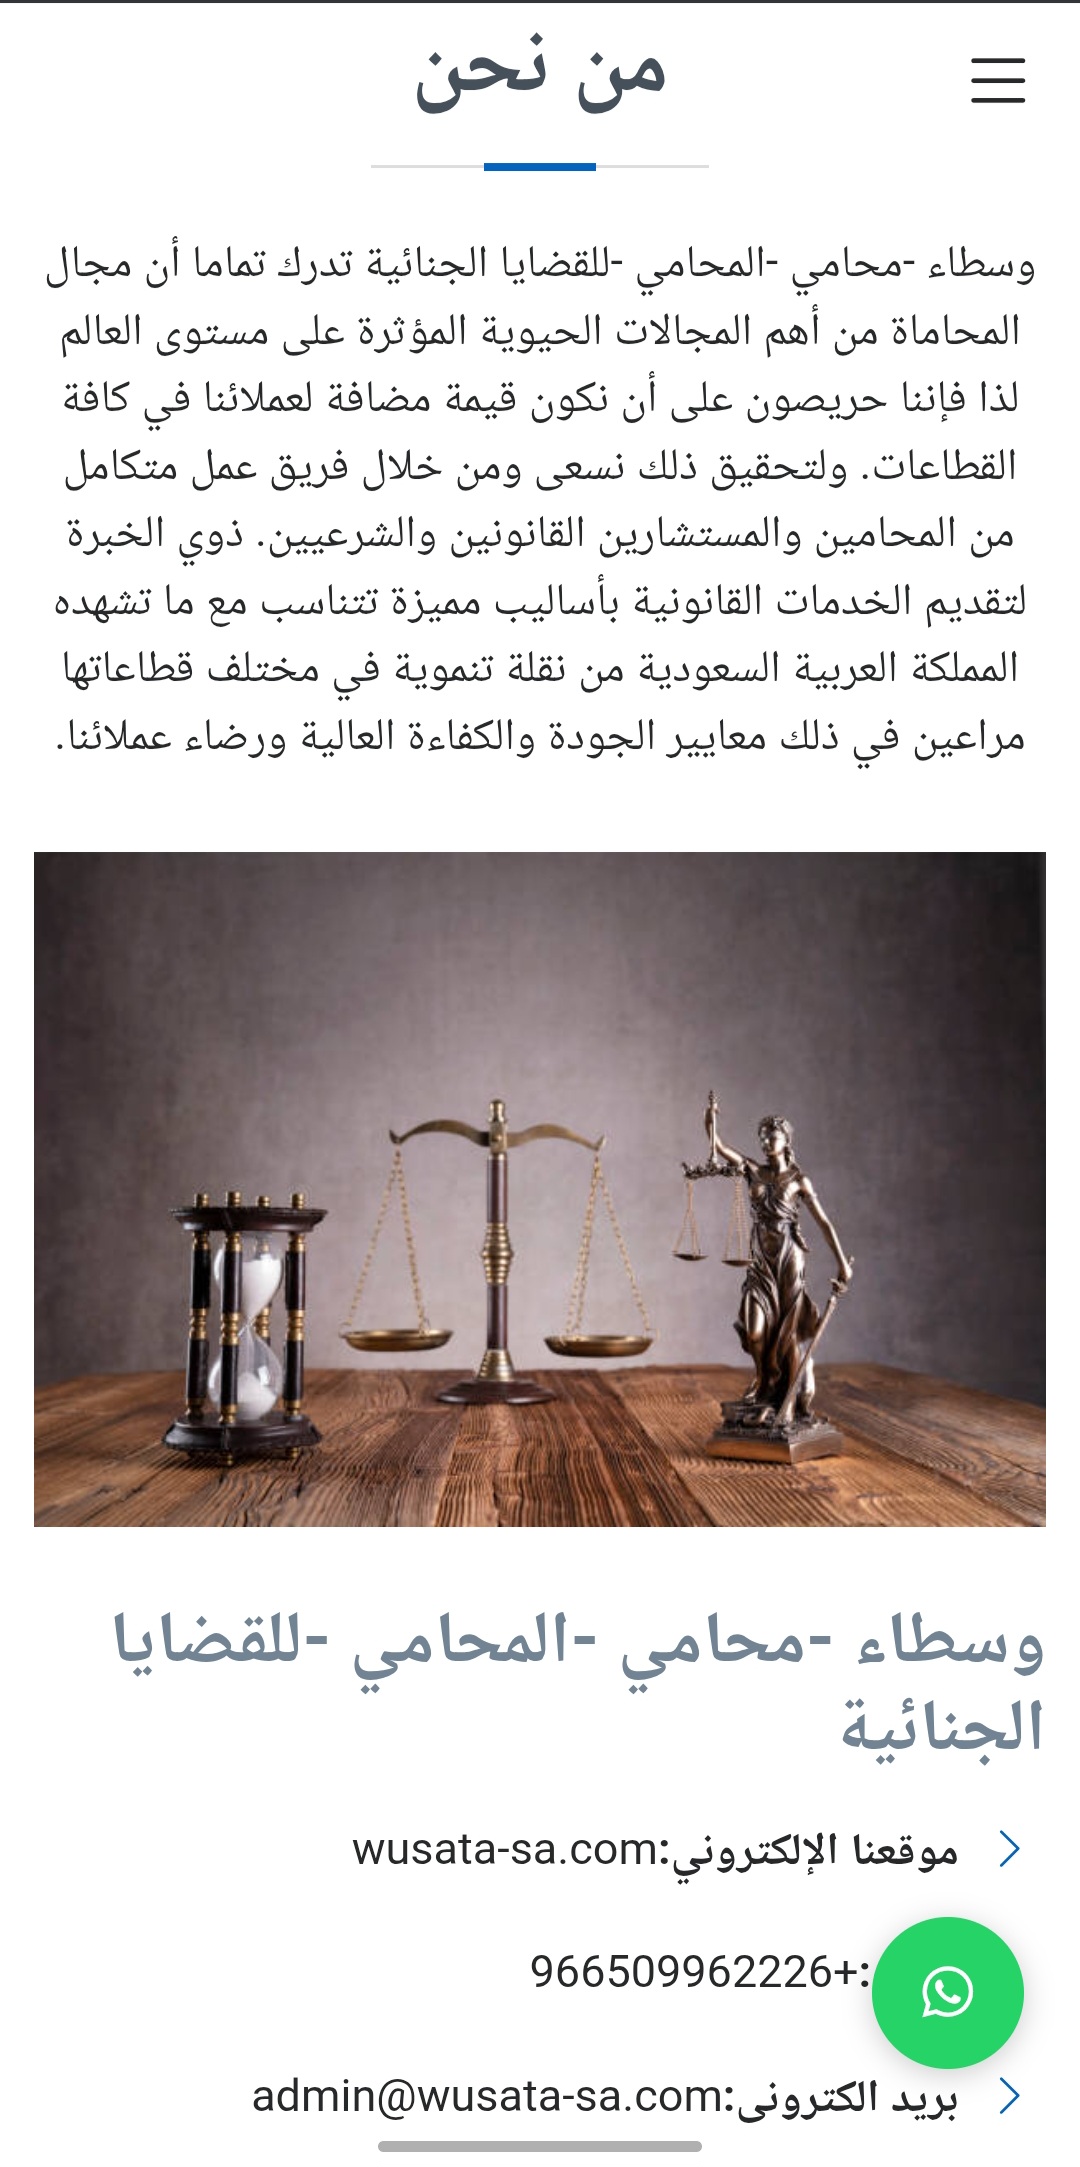 من نحن
وسطاء -محامي -المحامي -للقضايا الجنائية تدرك تماما أن مجال
المحاماة من أهم المجالات الحيوية المؤثرة على مستوى العالم
لذا فإننا حريصون على أن نكون قيمة مضافة لعملائنا في كافة
القطاعات. ولتحقيق ذلك نسعى ومن خلال فريق عمل متكامل
من المحامين والمستشارين القانونين والشرعيين. ذوي الخبرة
لتقديم الخدمات القانونية بأساليب مميزة تتناسب مع ما تشهده
المملكة العربية السعودية من نقلة تنموية في مختلف قطاعاتها
مراعين في ذلك معايير الجودة والكفاءة العالية ورضاء عملائنا.
وسطاء -محامي -المحامي -للقضايا
الجنائية
موقعنا الإلكتروني:wusata-sa.com
:+966509962226
بريد الكترونى:admin@wusata-sa.com